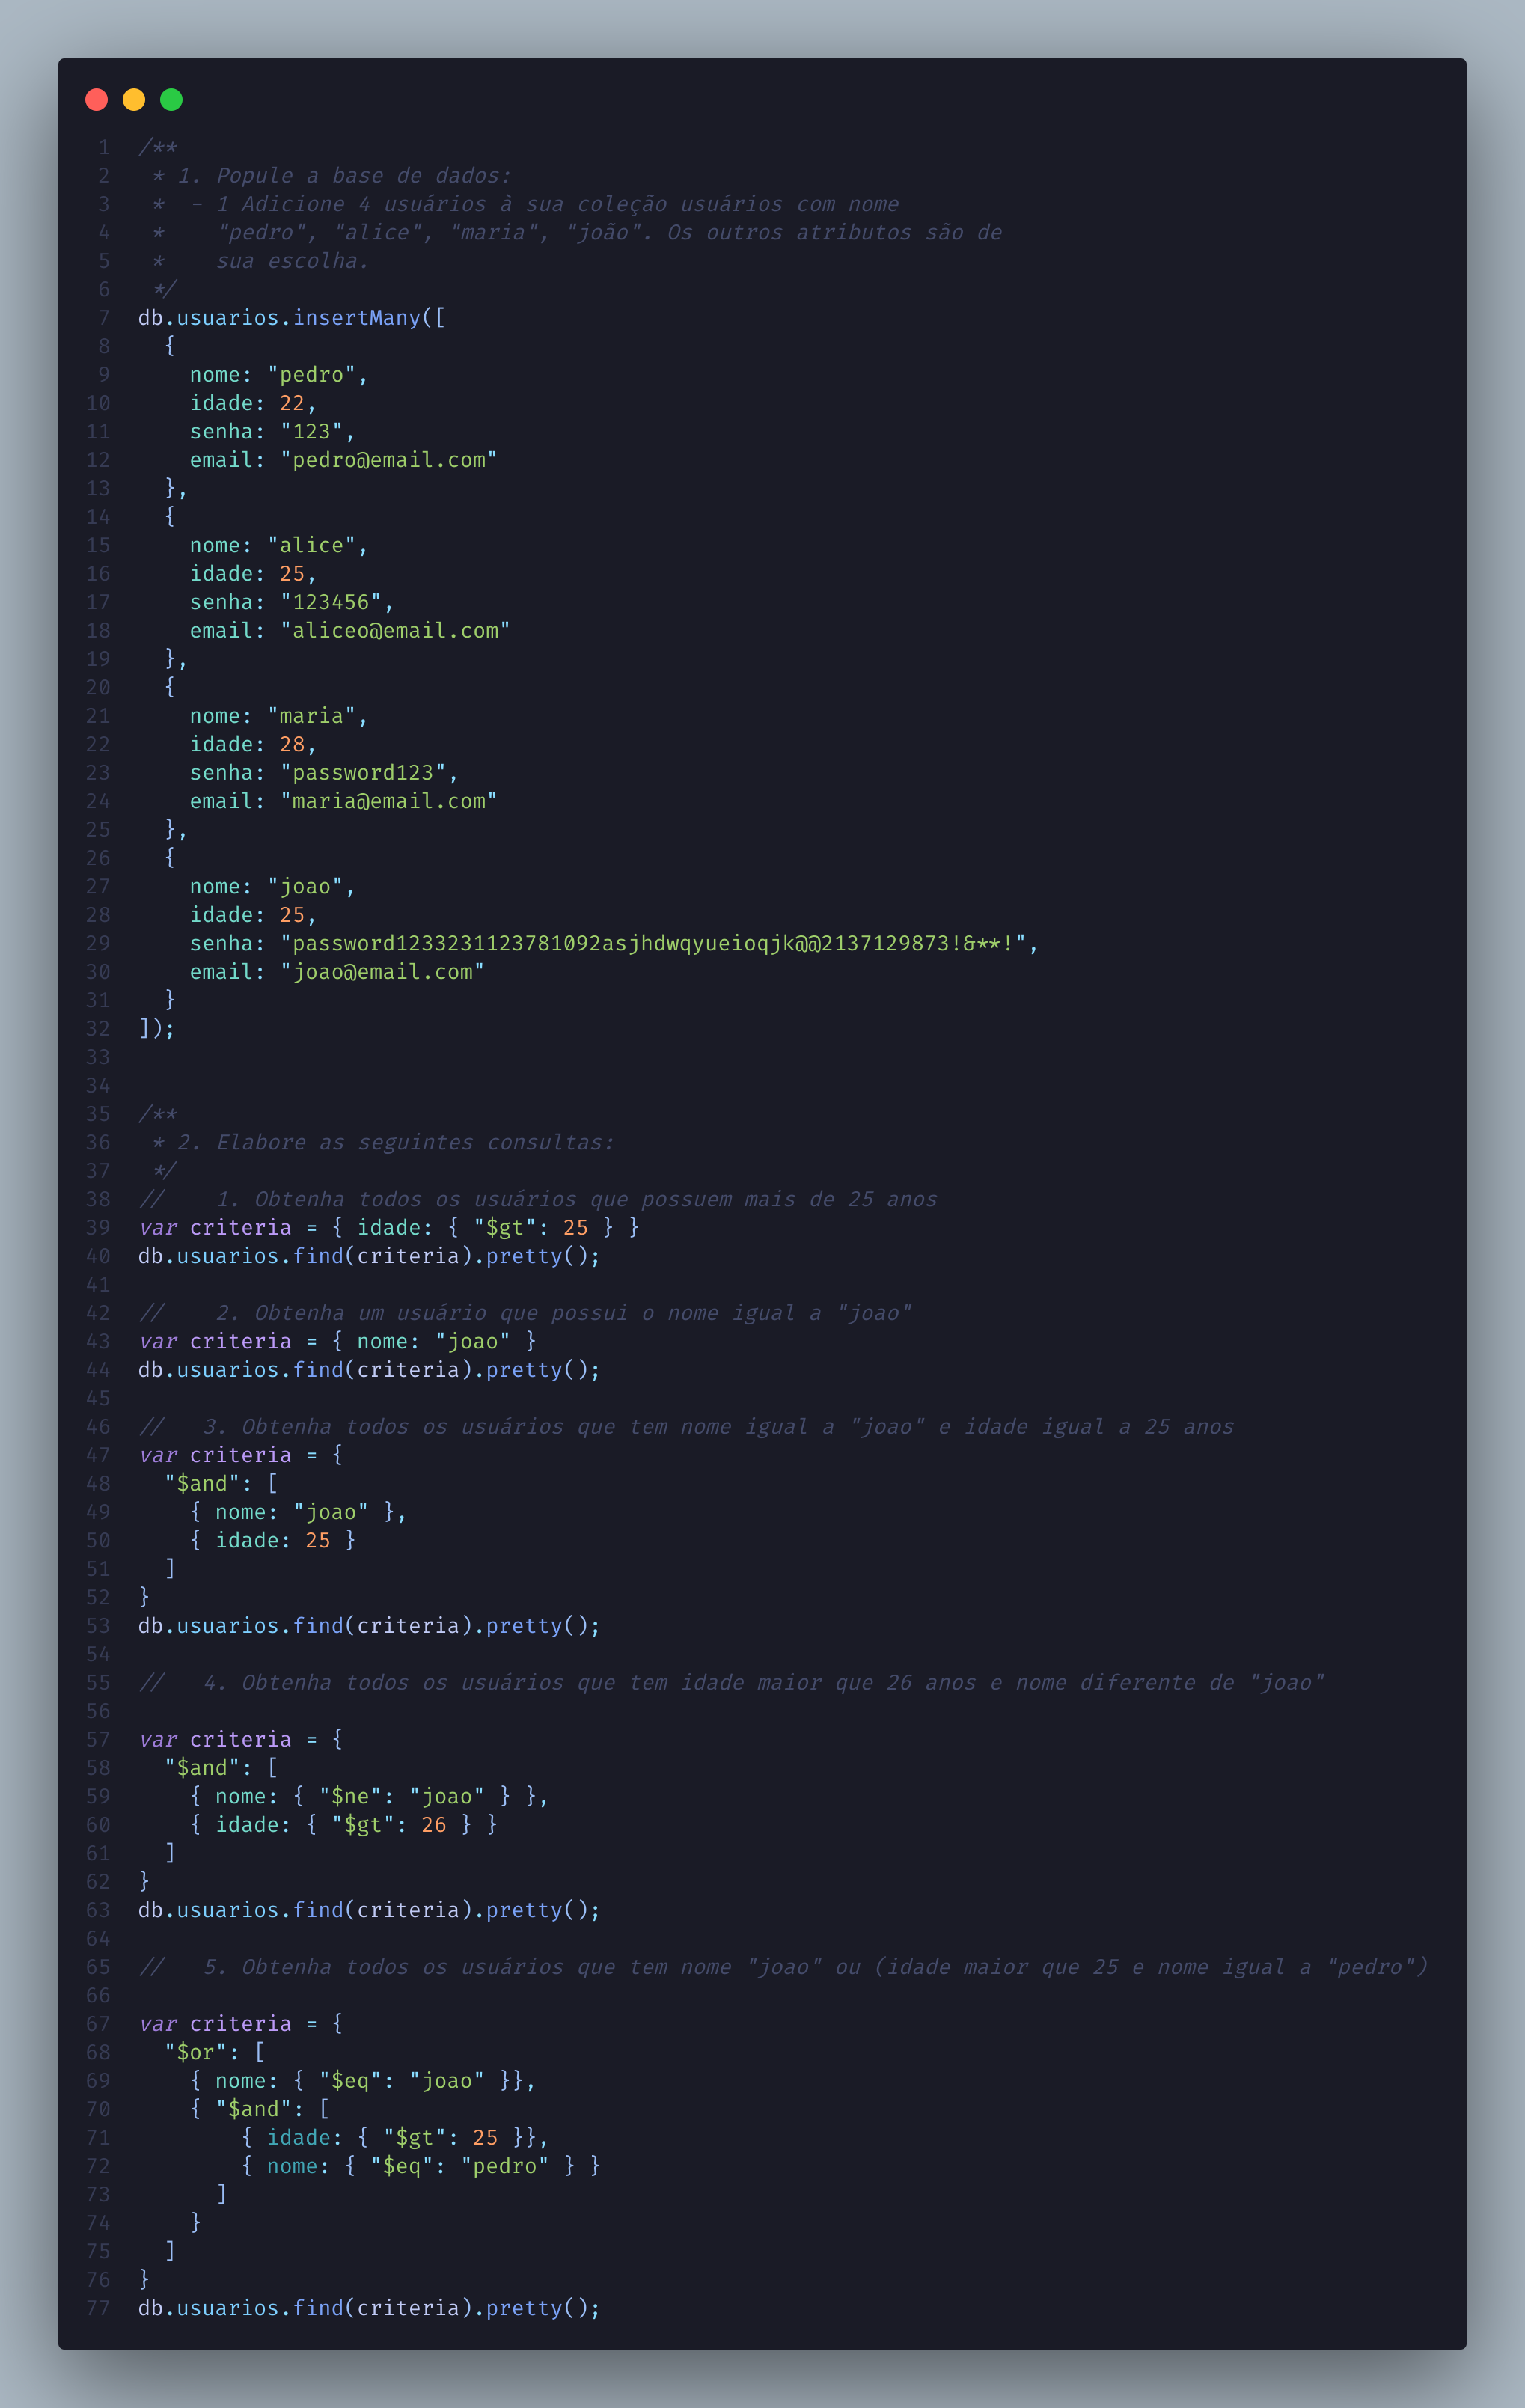 1 /**
2  * 1. Popule a base de dados:
3  *  - 1 Adicione 4 usuários à sua coleção usuários com nome
4  *    "pedro", "alice", "maria", "joão". Os outros atributos são de
5  *    sua escolha.
6  */
7 db.usuarios.insertMany([
8   {
9     nome: "pedro",
10     idade: 22,
11     senha: "123",
12     email: "pedro@email.com"
13   },
14   {
15     nome: "alice",
16     idade: 25,
17     senha: "123456",
18     email: "aliceo@email.com"
19   },
20   {
21     nome: "maria",
22     idade: 28,
23     senha: "password123",
24     email: "maria@email.com"
25   },
26   {
27     nome: "joao",
28     idade: 25,
29     senha: "password1233231123781092asjhdwqyueioqjk@@2137129873!&**!",
30     email: "joao@email.com"
31   }
32 ]);
33
34
35 /**
36  * 2. Elabore as seguintes consultas:
37  */
38 //    1. Obtenha todos os usuários que possuem mais de 25 anos
39 var criteria = { idade: { "$gt": 25 } }
40 db.usuarios.find(criteria).pretty();
41
42 //    2. Obtenha um usuário que possui o nome igual a "joao"
43 var criteria = { nome: "joao" }
44 db.usuarios.find(criteria).pretty();
45
46 //   3. Obtenha todos os usuários que tem nome igual a "joao" e idade igual a 25 anos
47 var criteria = {
48   "$and": [
49     { nome: "joao" },
50     { idade: 25 }
51   ]
52 }
53 db.usuarios.find(criteria).pretty();
54
55 //   4. Obtenha todos os usuários que tem idade maior que 26 anos e nome diferente de "joao"
56
57 var criteria = {
58   "$and": [
59     { nome: { "$ne": "joao" } },
60     { idade: { "$gt": 26 } }
61   ]
62 }
63 db.usuarios.find(criteria).pretty();
64
65 //   5. Obtenha todos os usuários que tem nome "joao" ou (idade maior que 25 e nome igual a "pedro")
66
67 var criteria = {
68   "$or": [
69     { nome: { "$eq": "joao" }},
70     { "$and": [
71         { idade: { "$gt": 25 }},
72         { nome: { "$eq": "pedro" } }
73       ]
74     }
75   ]
76 }
77 db.usuarios.find(criteria).pretty();